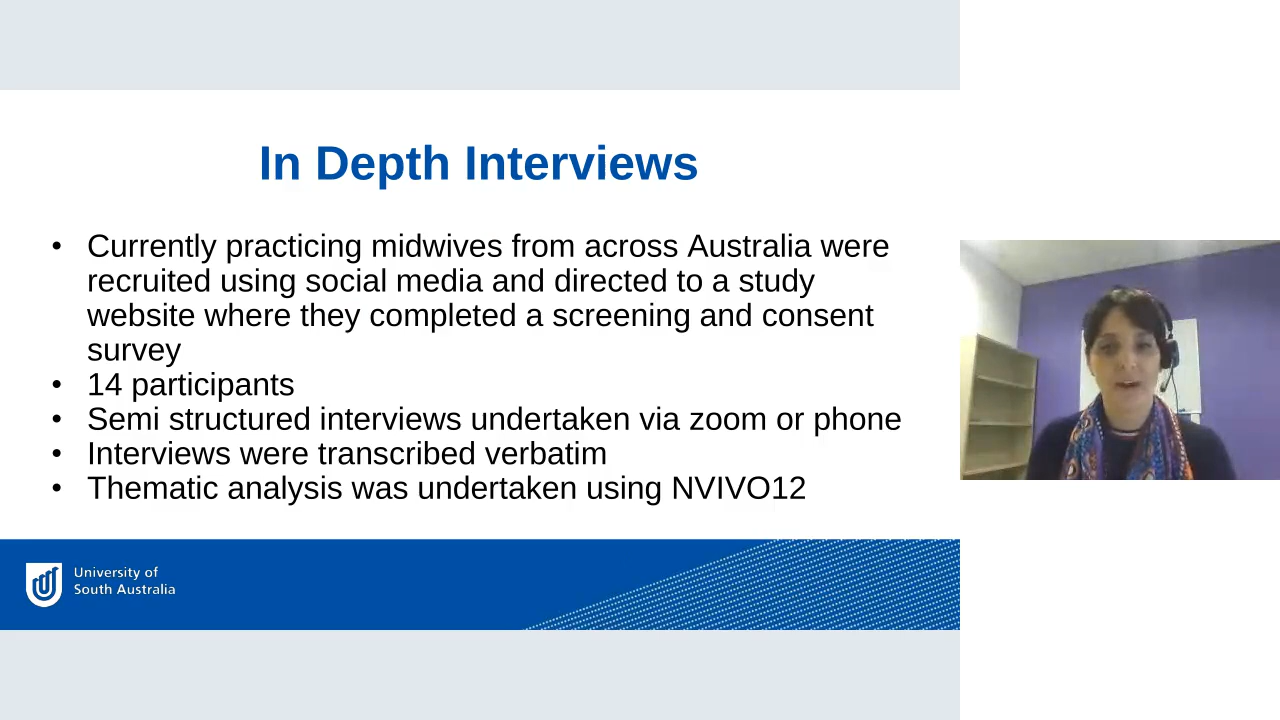 In Depth Interviews
• Currently practicing midwives from across Australia were
recruited using social media and directed to a study
website where they completed a screening and consent
survey
• 14 participants
• Semi structured interviews undertaken via zoom or phone
• Interviews were transcribed verbatim
• Thematic analysis was undertaken using NVIVO12
University of
South Australia